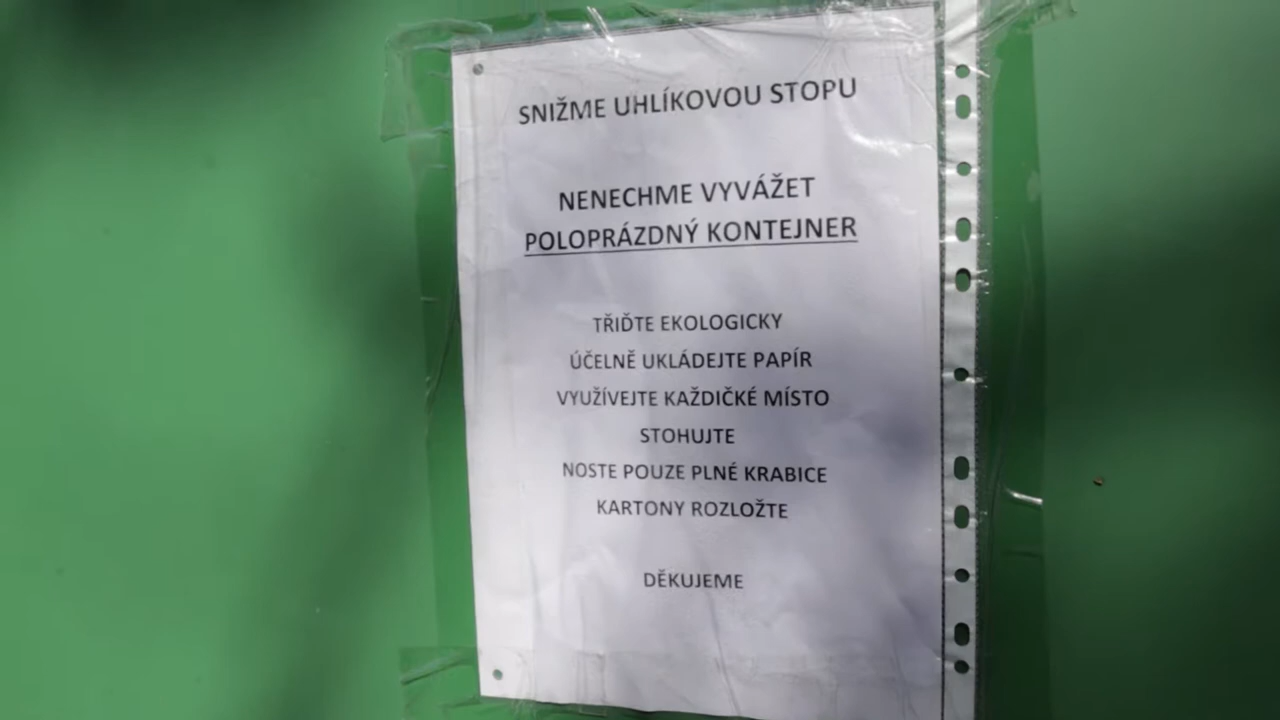 SNIŽME UHLÍKOVOU STOPU
NENECHME VYVÁŽET
POLOPRÁZDNÝ KONTEJNER
TŘIĎTE EKOLOGICKY
ÚČELNĚ UKLÁDEJTE PAPÍR
VYUŽÍVEJTE KAŽDIČKÉ MÍSTO
STOHUJTE
NOSTE POUZE PLNÉ KRABICE
KARTONY ROZLOŽTE
DĚKUJEME